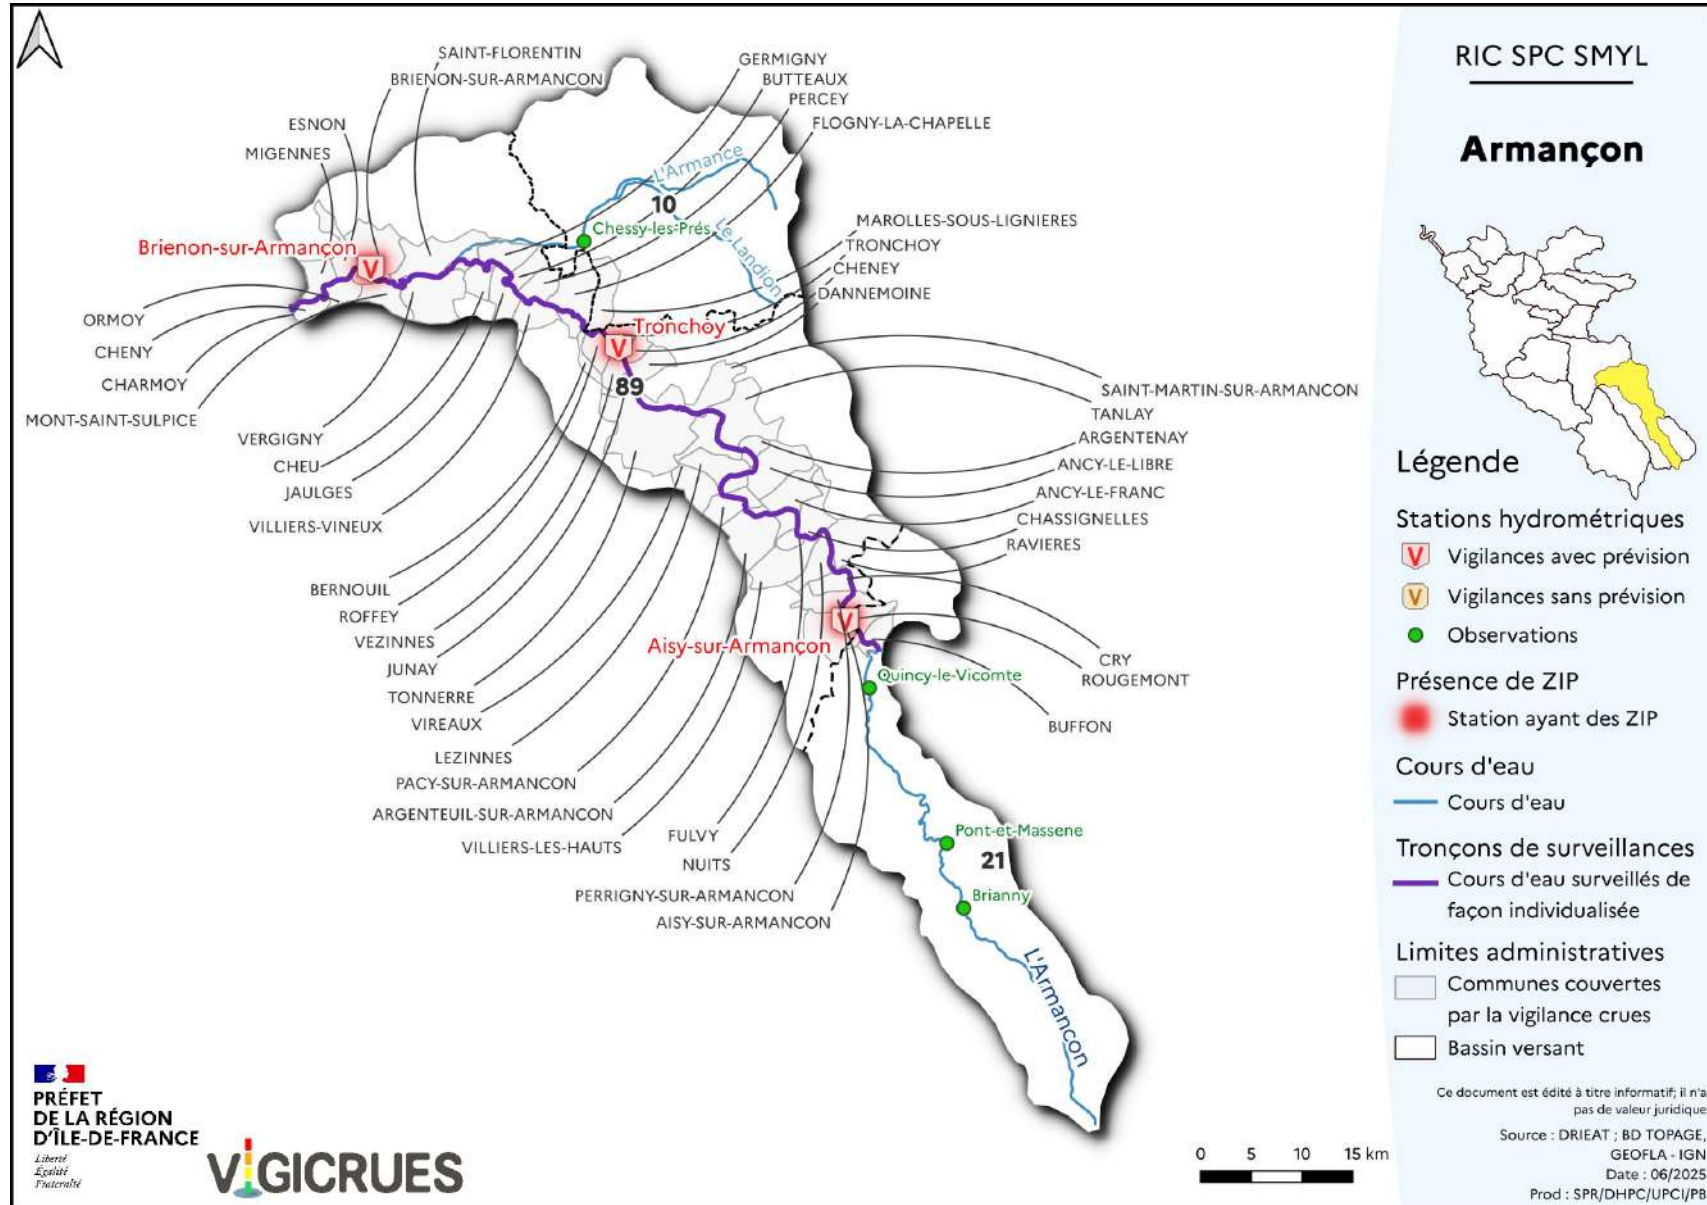 SAINT-FLORENTIN
BRIENON-SUR-ARMANCON
ESNON
MIGENNES
GERMIGNY
BUTTEAUX
PERCEY
FLOGNY-LA-CHAPELLE
L'Armance
10
Chessy-les-Prés
Le Landion
MAROLLES-SOUS-LIGNIERES
TRONCHOY
CHENEY
DANNEMOINE
Brienon-sur-Armançon
V
Tronchoy
V
89
ORMOY
CHENY
CHARMOY
MONT-SAINT-SULPICE
VERGIGNY
CHEU
JAULGES
VILLIERS-VINEUX
SAINT-MARTIN-SUR-ARMANCON
TANLAY
ARGENTENAY
ANCY-LE-LIBRE
ANCY-LE-FRANC
CHASSIGNELLES
RAVIERES
BERNOUIL
ROFFEY
VEZINNES
JUNAY
TONNERRE
VIREAUX
LEZINNES
PACY-SUR-ARMANCON
ARGENTEUIL-SUR-ARMANCON
VILLIERS-LES-HAUTS
FULVY
NUITS
PERRIGNY-SUR-ARMANCON
AISY-SUR-ARMANCON
V
Aisy-sur-Armançon
CRY
ROUGEMONT
BUFFON
Quincy-le-Vicomte
Pont-et-Massene
21
Brianny
L'Armançon
PRÉFET
DE LA RÉGION
D'ÎLE-DE-FRANCE
Liberté
Égalité
Fraternité
VIGICRUES
0 5 10 15 km
RIC SPC SMYL
Armançon
Légende
Stations hydrométriques
V Vigilances avec prévision
V Vigilances sans prévision
Observations
Présence de ZIP
Station ayant des ZIP
Cours d'eau
Cours d'eau
Tronçons de surveillances
Cours d'eau surveillés de
façon individualisée
Limites administratives
Communes couvertes
par la vigilance crues
Bassin versant
Ce document est édité à titre informatif; il n'a
pas de valeur juridique
Source : DRIEAT ; BD TOPAGE,
GEOFLA - IGN
Date : 06/2025
Prod : SPR/DHPC/UPCI/PB